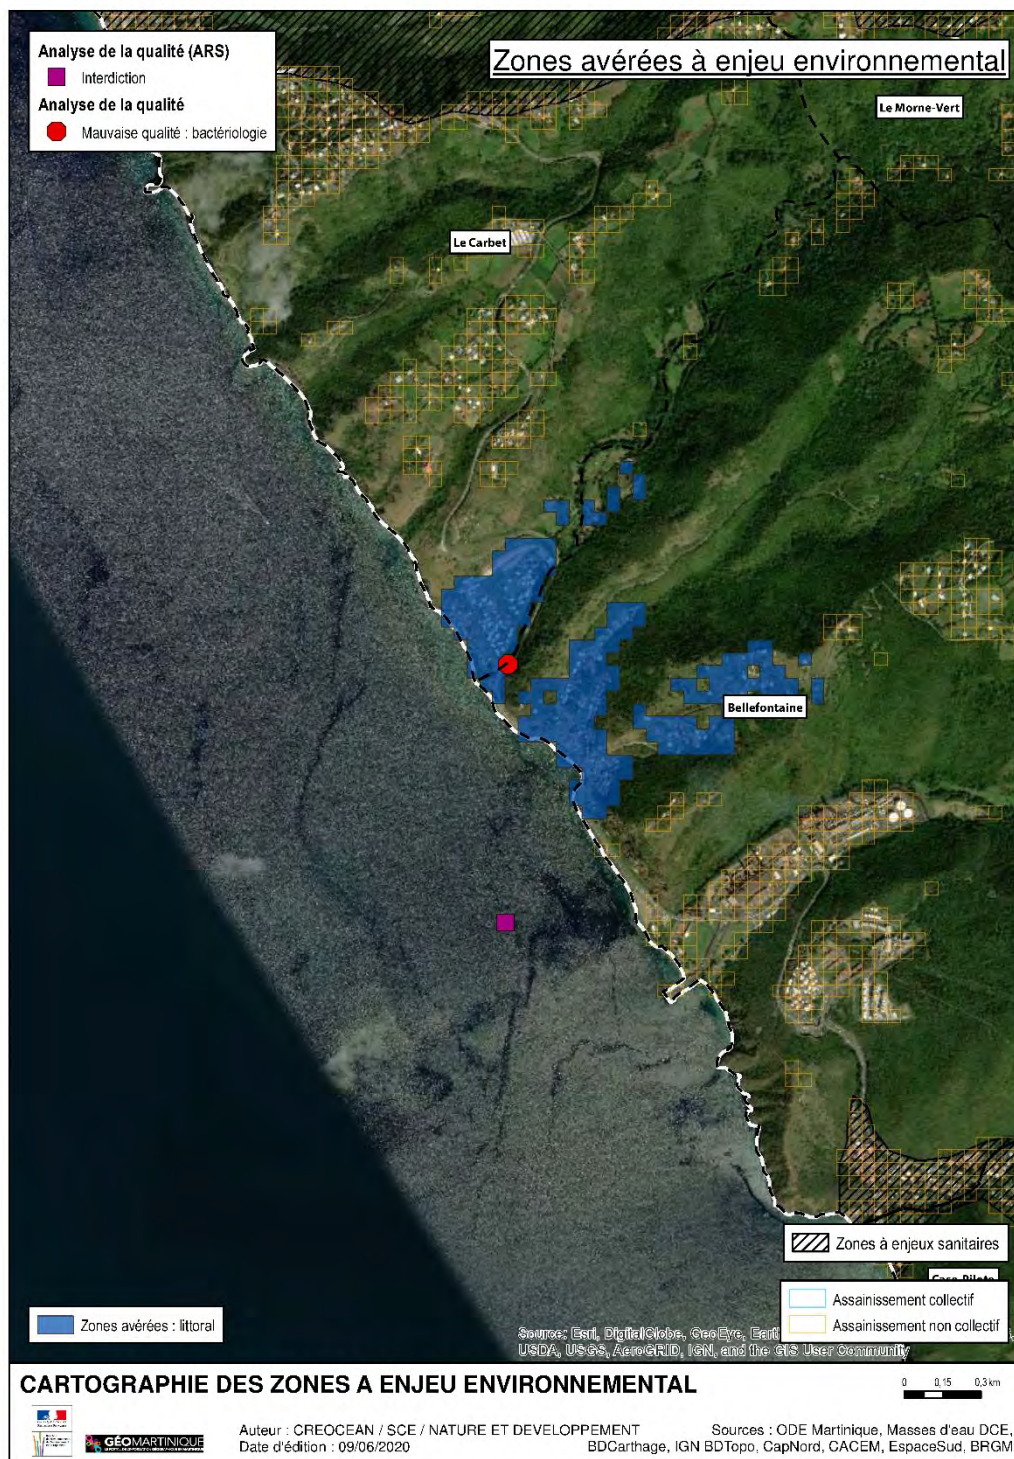 Analyse de la qualité (ARS)
Interdiction
Analyse de la qualité
Mauvaise qualité : bactériologie
Zones avérées à enjeu environnemental
Le Morne-Vert
Le Carbet
Bellefontaine
Zones à enjeux sanitaires
Assainissement collectif
Assainissement non collectif
Zones avérées : littoral
Source: Esri, DigitalGlobe, GeoEye,
USDA, USGS, AeroGRID, IGN, and the GIS User Community
CARTOGRAPHIE DES ZONES A ENJEU ENVIRONNEMENTAL
0 0,15 0,3 km
GÉOMARTINIQUE
Auteur : CREOCEAN / SCE / NATURE ET DEVELOPPEMENT
Date d'édition : 09/06/2020
Sources : ODE Martinique, Masses d'eau DCE,
BDCarthage, IGN BDTopo, CapNord, CACEM, EspaceSud, BRGM